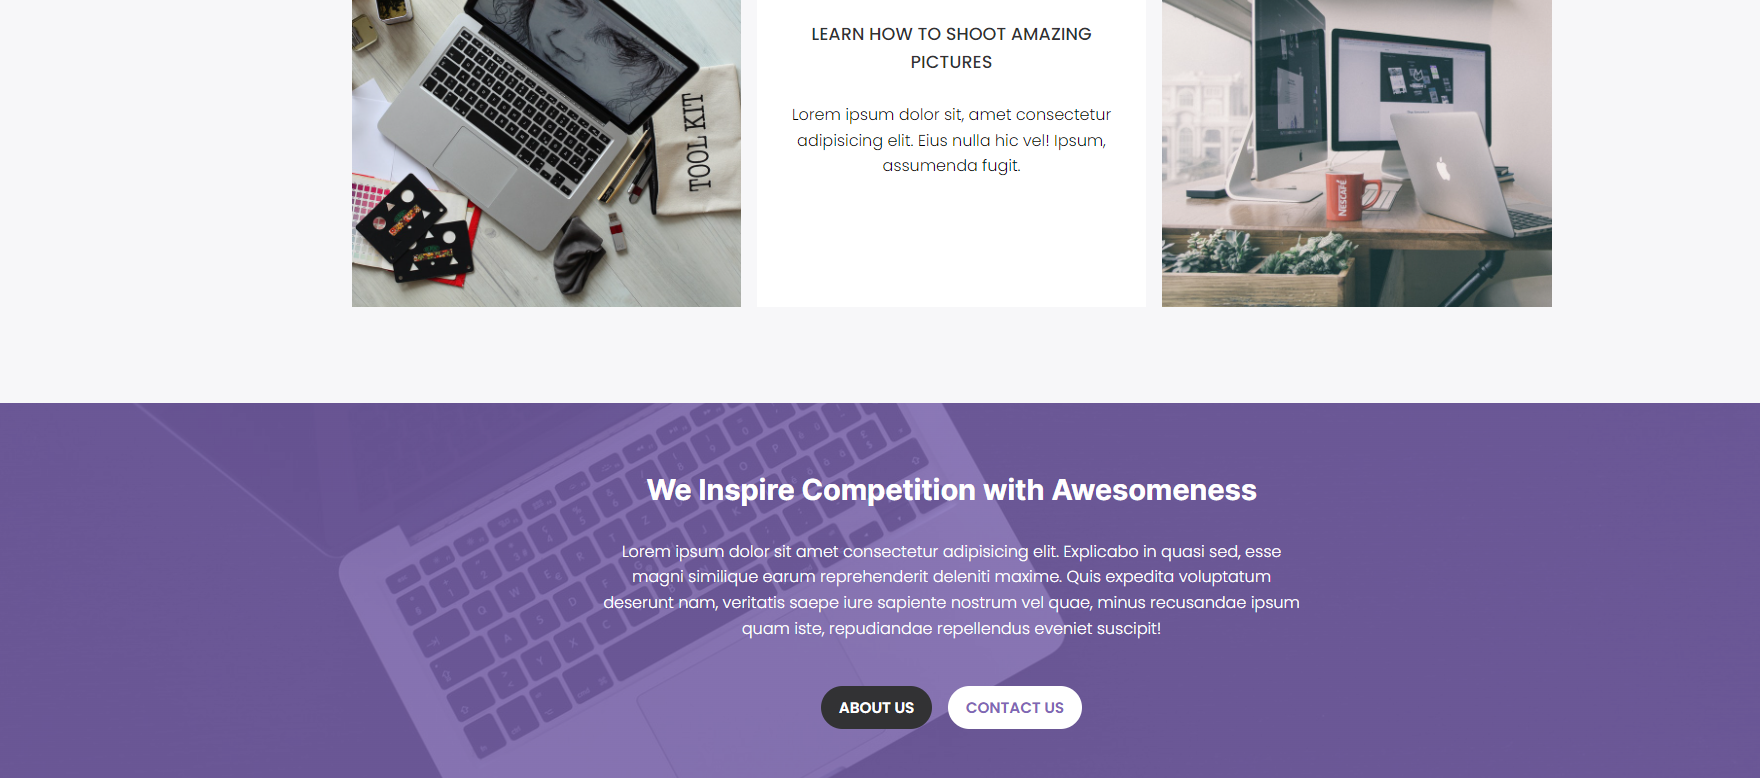 TOOL KIT
LEARN HOW TO SHOOT AMAZING
PICTURES
Lorem ipsum dolor sit, amet consectetur
adipisicing elit. Eius nulla hic vel! Ipsum,
assumenda fugit.
NESCAFÉ
We Inspire Competition with Awesomeness
Lorem ipsum dolor sit amet consectetur adipisicing elit. Explicabo in quasi sed, esse
magni similique earum reprehenderit deleniti maxime. Quis expedita voluptatum
deserunt nam, veritatis saepe iure sapiente nostrum vel quae, minus recusandae ipsum
quam iste, repudiandae repellendus eveniet suscipit!
ABOUT US
CONTACT US